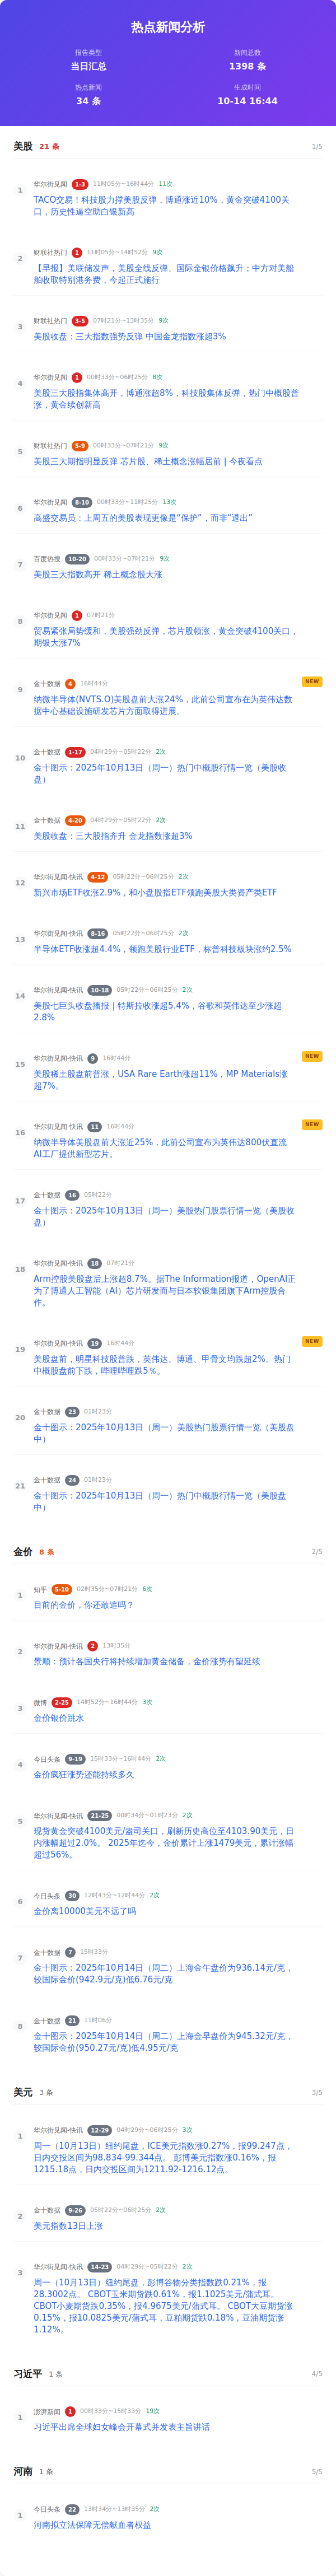 热点新闻分析
报告类型
新闻总数
当日汇总
1398 条
热点新闻
生成时间
34 条
10-14 16:44
美股 21 条 1/5
1
华尔街见闻 1-3 11时05分~16时44分 11次
TACO交易！科技股力撑美股反弹，博通涨近10%，黄金突破4100关
口，历史性逼空助白银新高
2
财联社热门 1 11时05分~14时52分 9次
【早报】美联储发声，美股全线反弹、国际金银价格飙升；中方对美船
舶收取特别港务费，今起正式施行
3
财联社热门 3-5 07时21分~13时35分 9次
美股收盘：三大指数强势反弹 中国金龙指数涨超3%
4
华尔街见闻 1 00时33分~06时25分 8次
美股三大股指集体高开，博通涨超8%，科技股集体反弹，热门中概股普
涨，黄金续创新高
5
财联社热门 5-9 00时33分~07时21分 9次
美股三大期指明显反弹 芯片股、稀土概念涨幅居前 | 今夜看点
6
华尔街见闻 8-10 00时33分~11时25分 13次
高盛交易员：上周五的美股表现更像是“保护”，而非“退出”
7
百度热搜 10-20 00时33分~07时21分 9次
美股三大指数高开 稀土概念股大涨
8
华尔街见闻 1 07时21分
贸易紧张局势缓和，美股强劲反弹，芯片股领涨，黄金突破4100关口，
期银大涨7%
9
金十数据 4 16时44分 NEW
纳微半导体(NVTS.O)美股盘前大涨24%，此前公司宣布在为英伟达数
据中心基础设施研发芯片方面取得进展。
10
金十数据 1-17 04时29分~05时22分 2次
金十图示：2025年10月13日（周一）热门中概股行情一览（美股收
盘）
11
金十数据 4-20 04时29分~05时22分 2次
美股收盘：三大股指齐升 金龙指数涨超3%
12
华尔街见闻-快讯 4-12 05时22分~06时25分 2次
新兴市场ETF收涨2.9%，和小盘股指ETF领跑美股大类资产类ETF
13
华尔街见闻-快讯 8-16 05时22分~06时25分 2次
半导体ETF收涨超4.4%，领跑美股行业ETF，标普科技板块涨约2.5%
14
华尔街见闻-快讯 10-18 05时22分~06时25分 2次
美股七巨头收盘播报｜特斯拉收涨超5.4%，谷歌和英伟达至少涨超
2.8%
15
华尔街见闻-快讯 9 16时44分 NEW
美股稀土股盘前普涨，USA Rare Earth涨超11%，MP Materials涨
超7%。
16
华尔街见闻-快讯 11 16时44分 NEW
纳微半导体美股盘前大涨近25%，此前公司宣布为英伟达800伏直流
AI工厂提供新型芯片。
17
金十数据 16 05时22分
金十图示：2025年10月13日（周一）美股热门股票行情一览（美股收
盘）
18
华尔街见闻-快讯 18 07时21分
Arm控股美股盘后上涨超8.7%。据The Information报道，OpenAI正
为了博通人工智能（AI）芯片研发而与日本软银集团旗下Arm控股合
作。
19
华尔街见闻-快讯 19 16时44分 NEW
美股盘前，明星科技股普跌，英伟达、博通、甲骨文均跌超2%。热门
中概股盘前下跌，哔哩哔哩跌5％。
20
金十数据 23 01时23分
金十图示：2025年10月13日（周一）美股热门股票行情一览（美股盘
中）
21
金十数据 24 01时23分
金十图示：2025年10月13日（周一）热门中概股行情一览（美股盘
中）
金价 8 条 2/5
1
知乎 5-10 02时35分~07时21分 6次
目前的金价，你还敢追吗？
2
华尔街见闻-快讯 2 13时35分
景顺：预计各国央行将持续增加黄金储备，金价涨势有望延续
3
微博 2-25 14时52分~16时44分 3次
金价银价跳水
4
今日头条 9-19 15时33分~16时44分 2次
金价疯狂涨势还能持续多久
5
华尔街见闻-快讯 21-25 00时34分~01时23分 2次
现货黄金突破4100美元/盎司关口，刷新历史高位至4103.90美元，日
内涨幅超过2.0%。 2025年迄今，金价累计上涨1479美元，累计涨幅
超过56%。
6
今日头条 30 12时43分~12时44分 2次
金价离10000美元不远了吗
7
金十数据 7 15时33分
金十图示：2025年10月14日（周二）上海金午盘价为936.14元/克，
较国际金价(942.9元/克)低6.76元/克
8
金十数据 21 11时06分
金十图示：2025年10月14日（周二）上海金早盘价为945.32元/克，
较国际金价(950.27元/克)低4.95元/克
美元 3 条 3/5
1
华尔街见闻-快讯 12-29 04时29分~06时25分 3次
周一（10月13日）纽约尾盘，ICE美元指数涨0.27%，报99.247点，
日内交投区间为98.834-99.344点。 彭博美元指数涨0.16%，报
1215.18点，日内交投区间为1211.92-1216.12点。
2
金十数据 9-26 05时22分~06时25分 2次
美元指数13日上涨
3
华尔街见闻-快讯 14-23 04时29分~05时22分 2次
周一（10月13日）纽约尾盘，彭博谷物分类指数跌0.21%，报
28.3002点。 CBOT玉米期货跌0.61%，报1.1025美元/蒲式耳。
CBOT小麦期货跌0.35%，报4.9675美元/蒲式耳。 CBOT大豆期货涨
0.15%，报10.0825美元/蒲式耳，豆粕期货跌0.18%，豆油期货涨
1.12%。
习近平 1 条 4/5
1
澎湃新闻 1 00时33分~15时33分 19次
习近平出席全球妇女峰会开幕式并发表主旨讲话
河南 1 条 5/5
1
今日头条 22 13时34分~13时35分 2次
河南拟立法保障无偿献血者权益